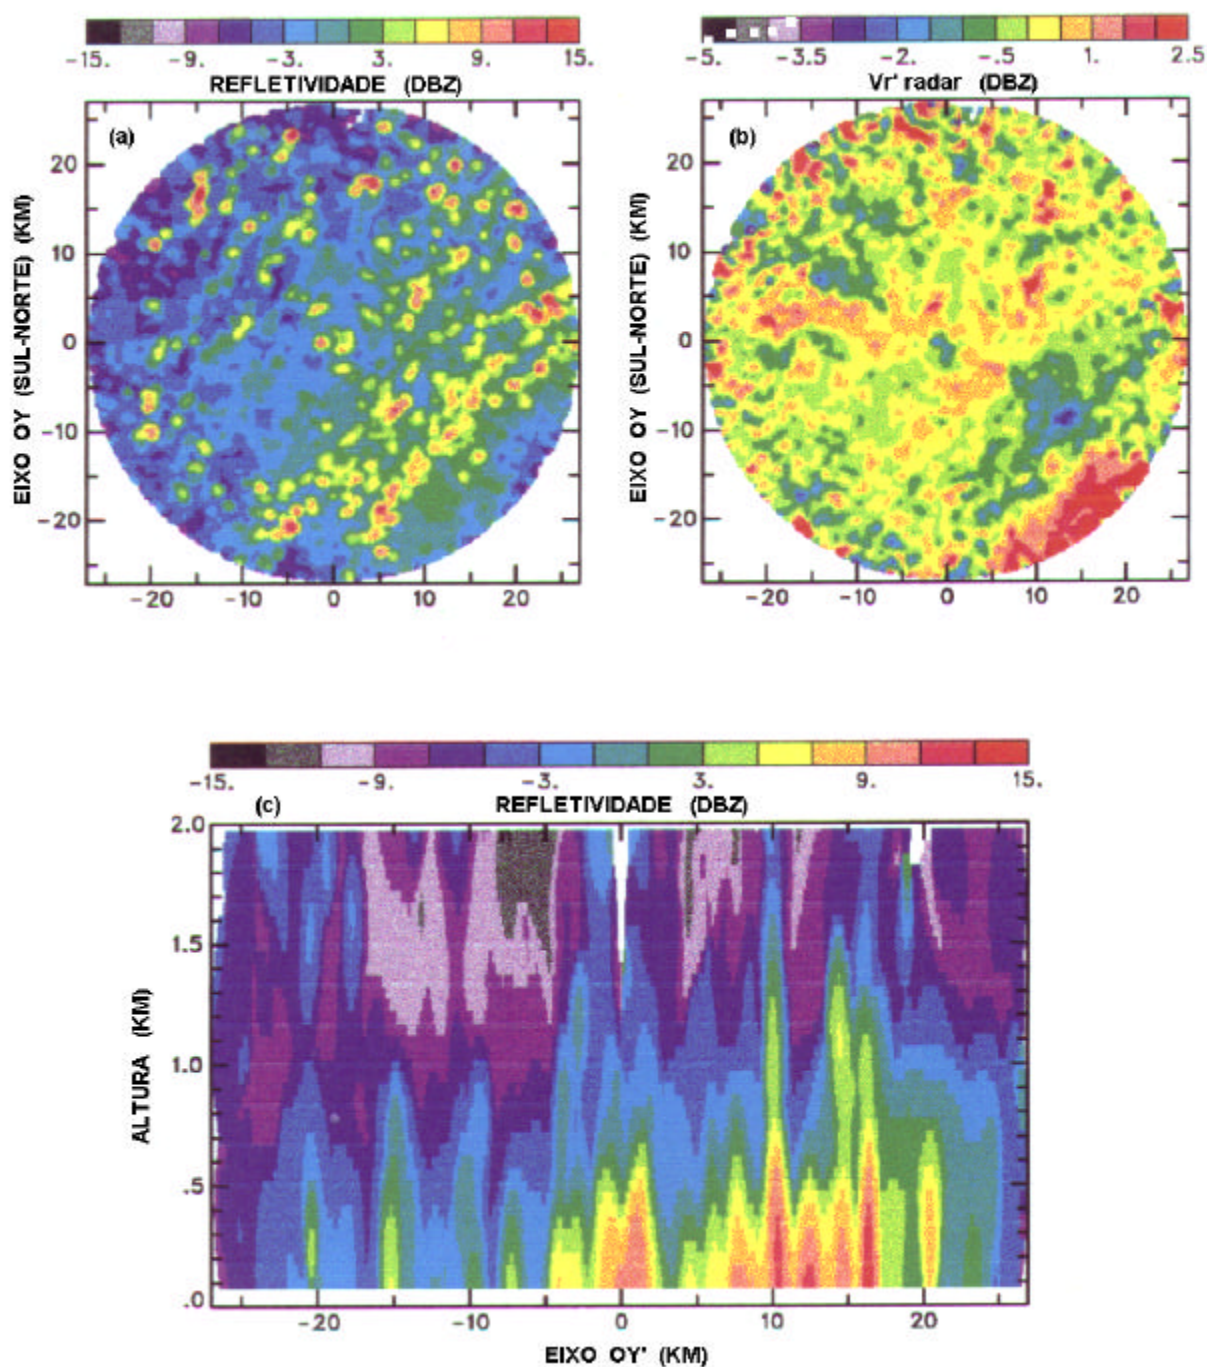 -15. -9. -3. 3. 9. 15.
REFLETIVIDADE (DBZ)
-5. -3.5 -2. -0.5 1. 2.5
Vr' radar (DBZ)
(a)
EIXO OY (SUL-NORTE) (KM)
20
10
0
-10
-20
-20 -10 0 10 20
(b)
EIXO OY (SUL-NORTE) (KM)
20
10
0
-10
-20
-20 -10 0 10 20
-15. -9. -3. 3. 9. 15.
(c) REFLETIVIDADE (DBZ)
ALTURA (KM)
2.0
1.5
1.0
.5
.0
-20 -10 0 10 20
EIXO OY' (KM)